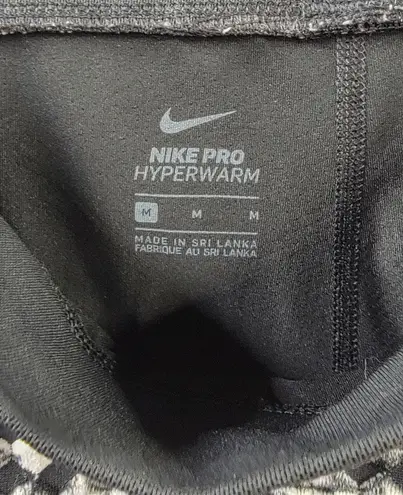 NIKE PRO
HYPERWARM
M M M
MADE IN SRI LANKA
FABRIQUE AU SRI LANKA